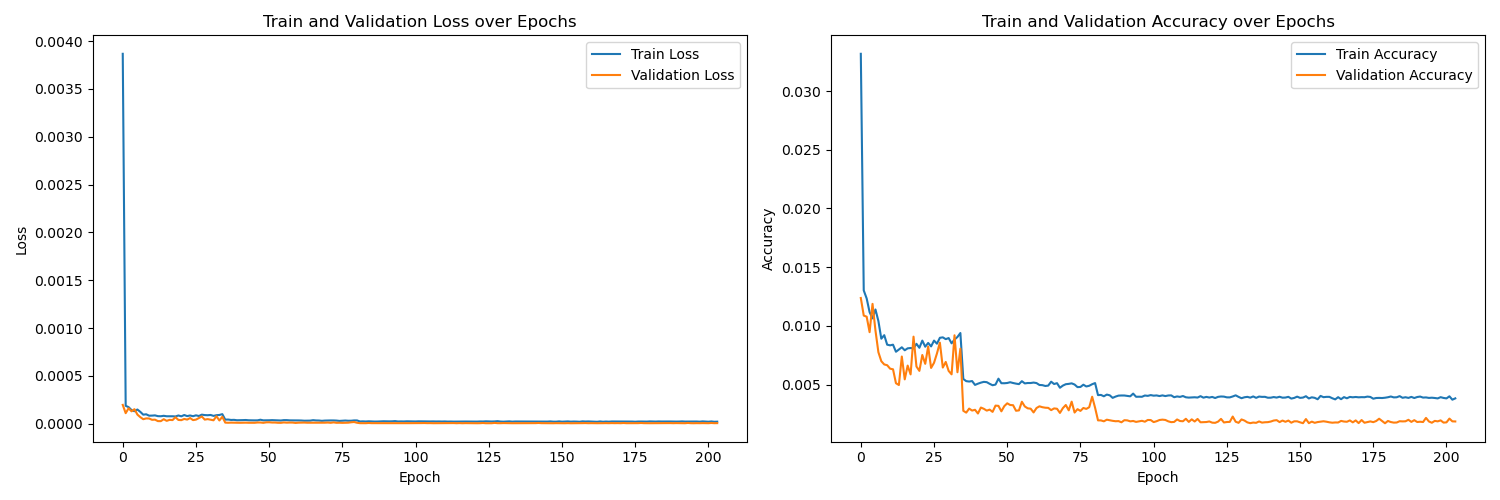 Train and Validation Loss over Epochs
Train Loss
Validation Loss
0.0040
0.0035
0.0030
0.0025
0.0020
0.0015
0.0010
0.0005
0.0000
Loss
0 25 50 75 100 125 150 175 200
Epoch
Train and Validation Accuracy over Epochs
Train Accuracy
Validation Accuracy
0.030
0.025
0.020
0.015
0.010
0.005
Accuracy
0 25 50 75 100 125 150 175 200
Epoch